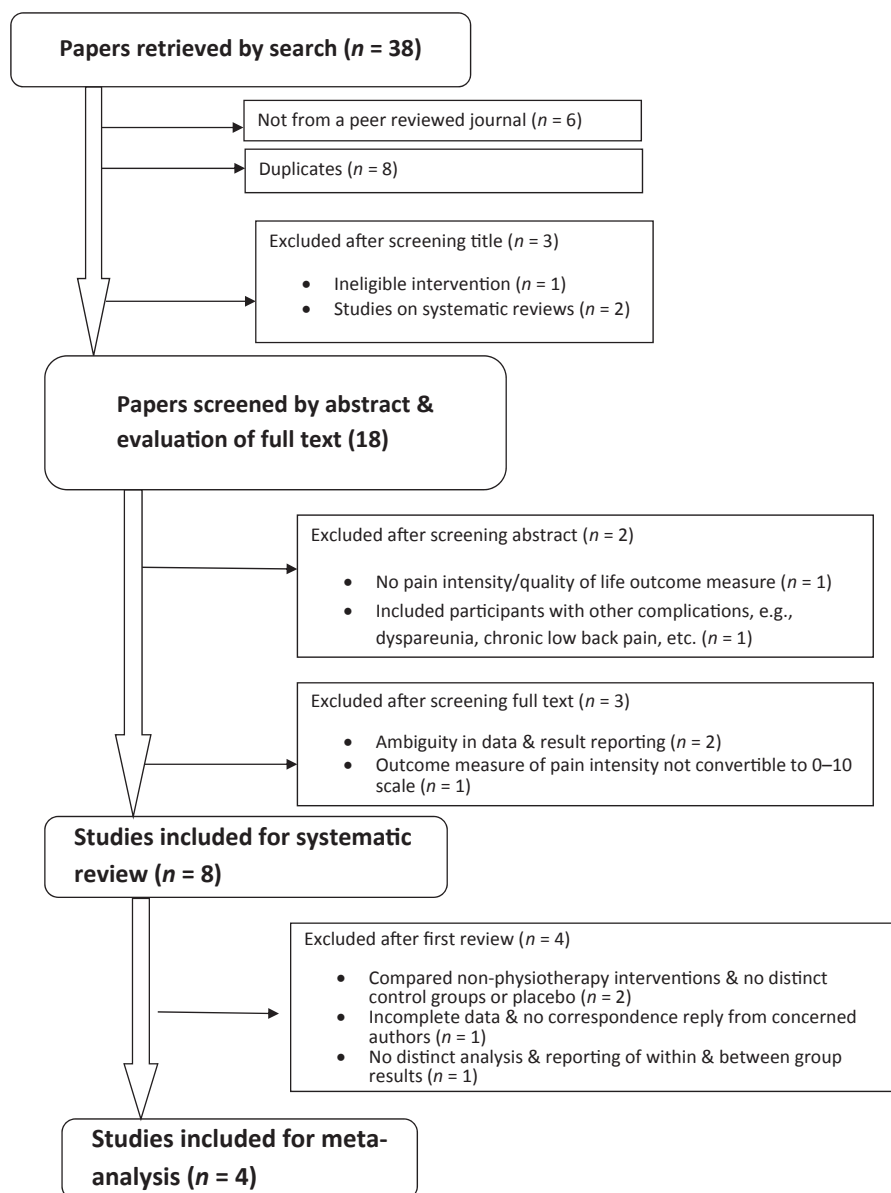 Papers retrieved by search (n = 38)
Not from a peer reviewed journal (n = 6)
Duplicates (n = 8)
Excluded after screening title (n = 3)
• Ineligible intervention (n = 1)
• Studies on systematic reviews (n = 2)
Papers screened by abstract &
evaluation of full text (18)
Excluded after screening abstract (n = 2)
• No pain intensity/quality of life outcome measure (n = 1)
• Included participants with other complications, e.g.,
dyspareunia, chronic low back pain, etc. (n = 1)
Excluded after screening full text (n = 3)
• Ambiguity in data & result reporting (n = 2)
• Outcome measure of pain intensity not convertible to 0–10
scale (n = 1)
Studies included for systematic
review (n = 8)
Excluded after first review (n = 4)
• Compared non-physiotherapy interventions & no distinct
control groups or placebo (n = 2)
• Incomplete data & no correspondence reply from concerned
authors (n = 1)
• No distinct analysis & reporting of within & between group
results (n = 1)
Studies included for meta-
analysis (n = 4)